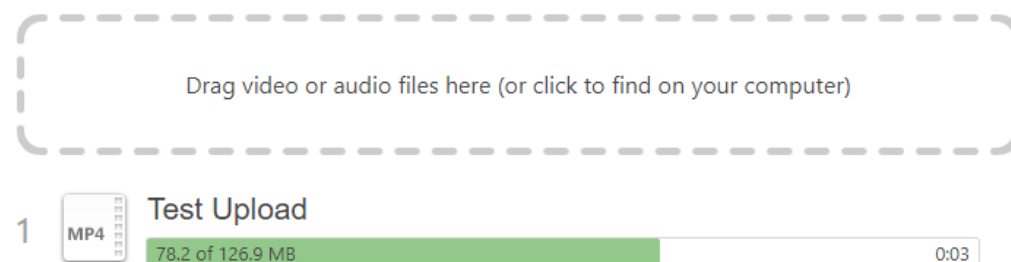 Drag video or audio files here (or click to find on your computer)
Test Upload
1
MP4
78.2 of 126.9 MB 0:03